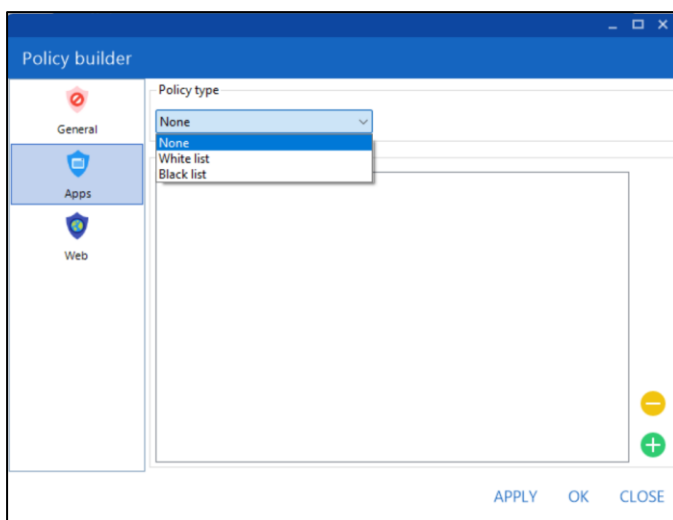 Policy builder
General
Apps
Web
Policy type
None
None
White list
Black list
APPLY OK CLOSE